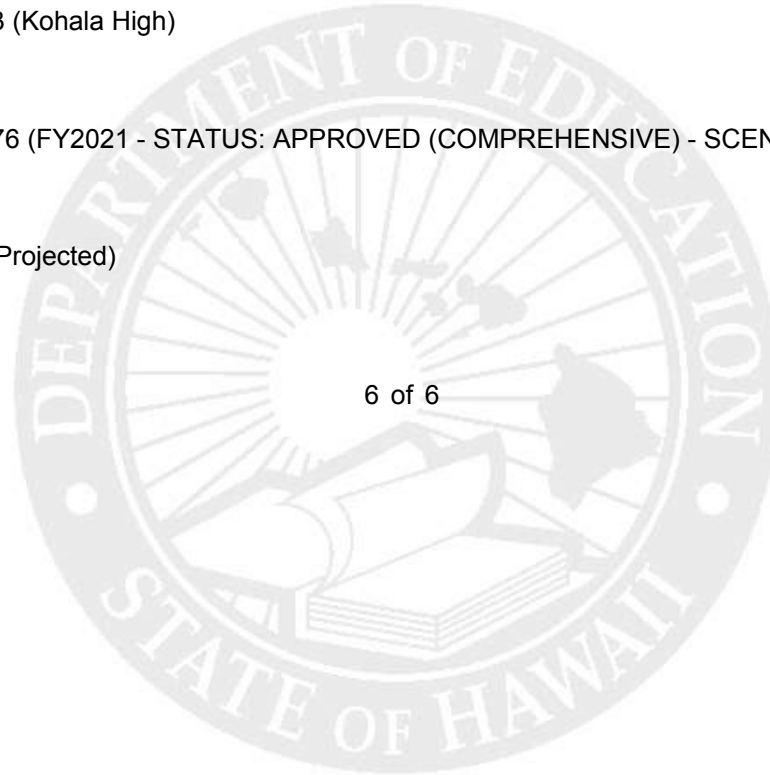 3 (Kohala High)
76 (FY2021 - STATUS: APPROVED (COMPREHENSIVE) - SCEN
Projected)
6 of 6
DEPARTMENT OF EDUCATION
STATE OF HAWAII